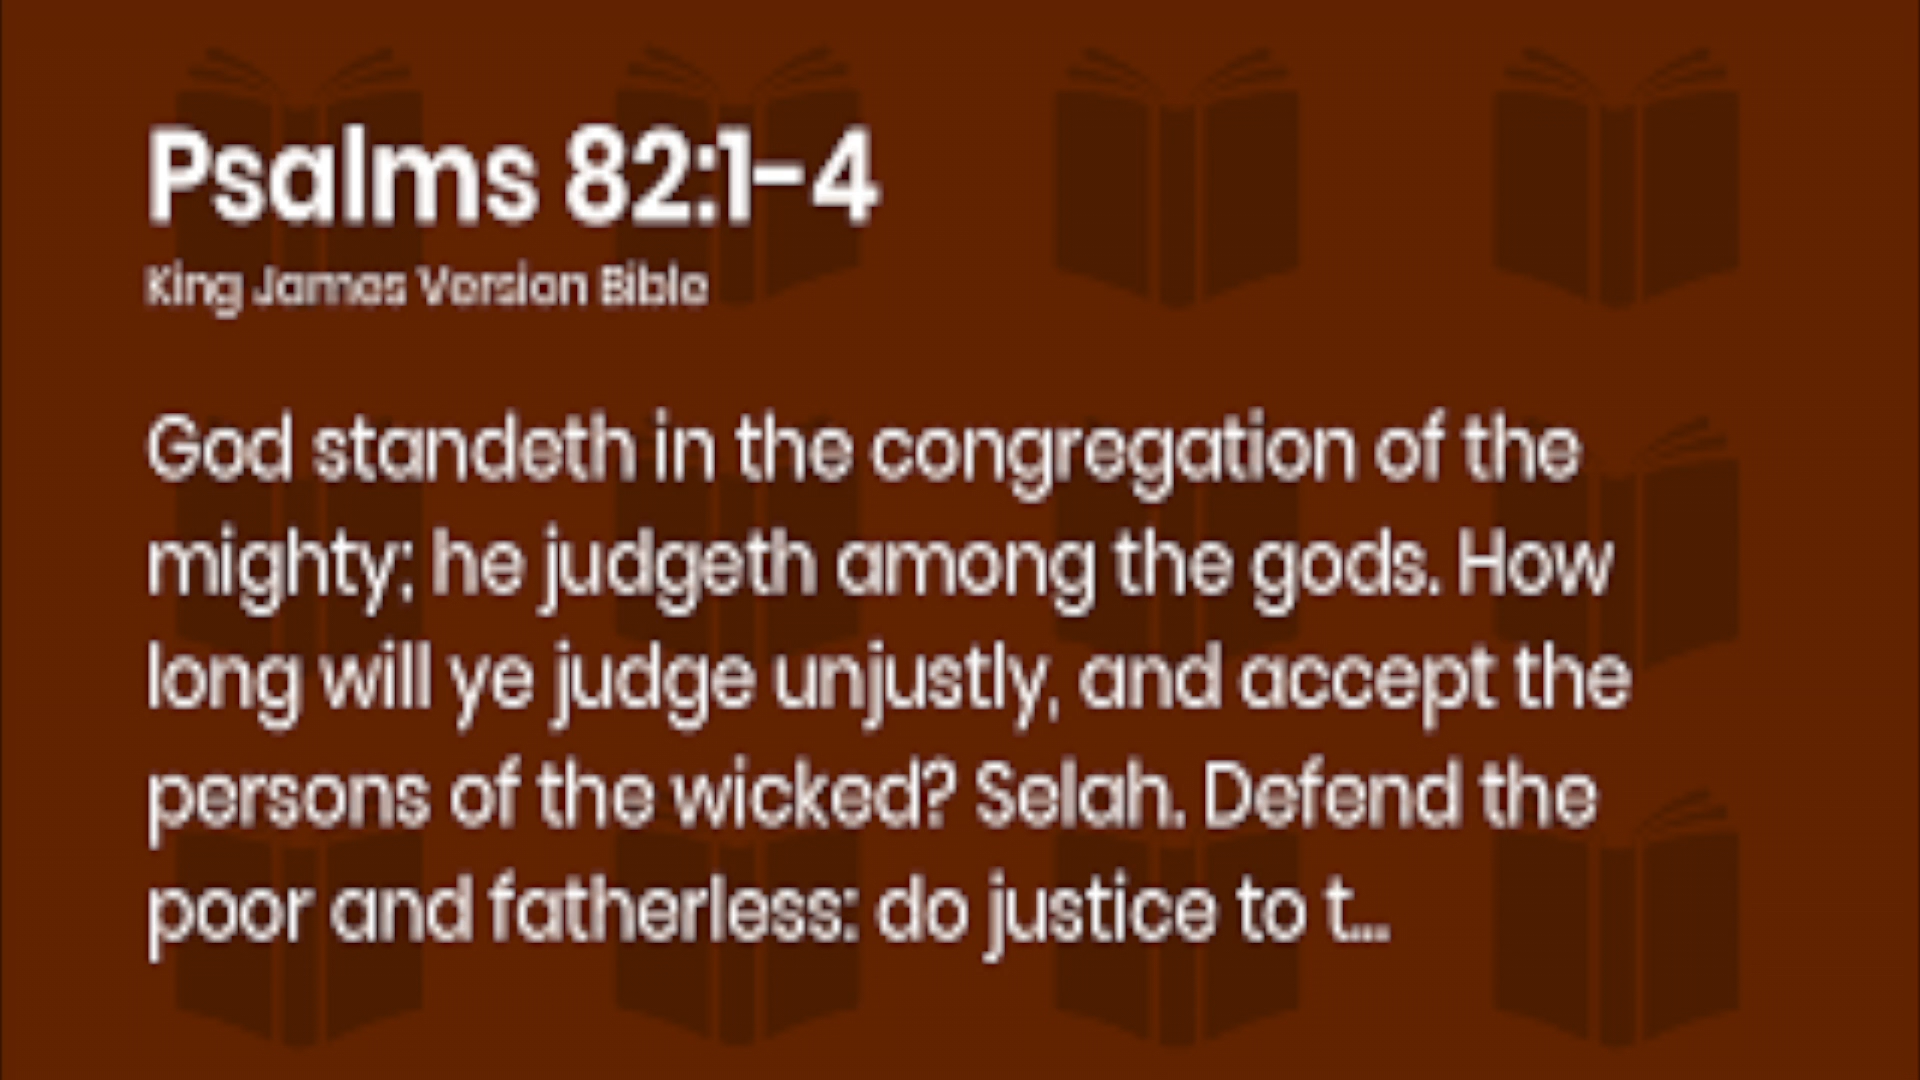 Psalms 82:1-4
King James Version Bible
God standeth in the congregation of the
mighty; he judgeth among the gods. How
long will ye judge unjustly, and accept the
persons of the wicked? Selah. Defend the
poor and fatherless: do justice to t...